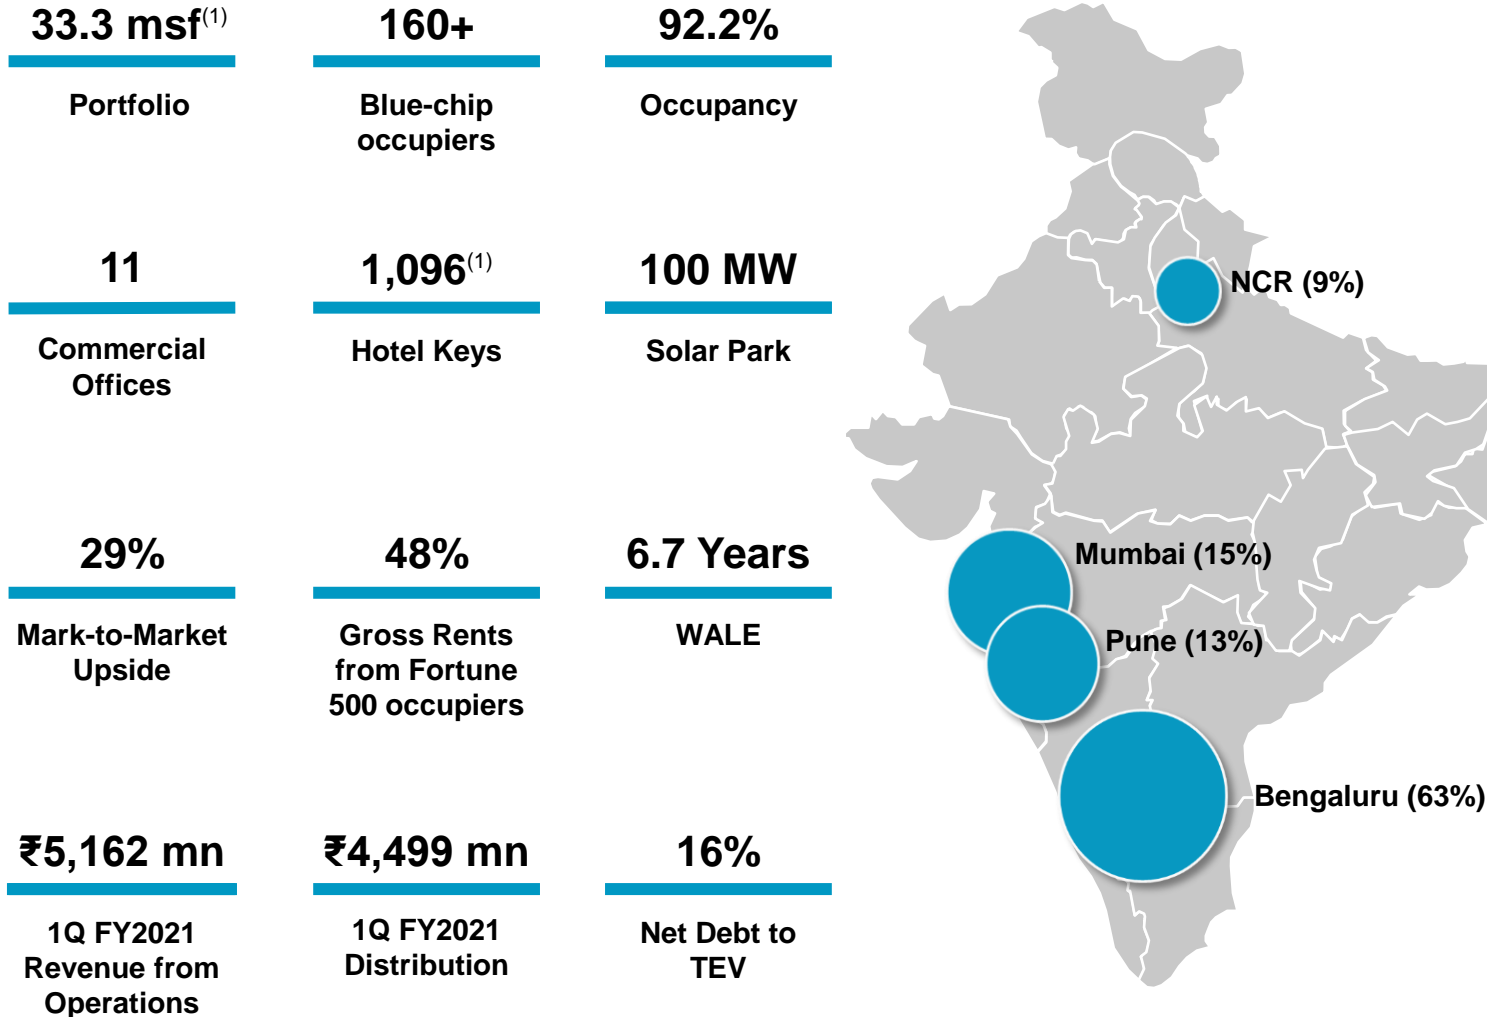 33.3 msf(1)
Portfolio
160+
Blue-chip
occupiers
92.2%
Occupancy
11
Commercial
Offices
1,096(1)
Hotel Keys
100 MW
Solar Park
29%
Mark-to-Market
Upside
48%
Gross Rents
from Fortune
500 occupiers
6.7 Years
WALE
₹5,162 mn
1Q FY2021
Revenue from
Operations
₹4,499 mn
1Q FY2021
Distribution
16%
Net Debt to
TEV
NCR (9%)
Mumbai (15%)
Pune (13%)
Bengaluru (63%)